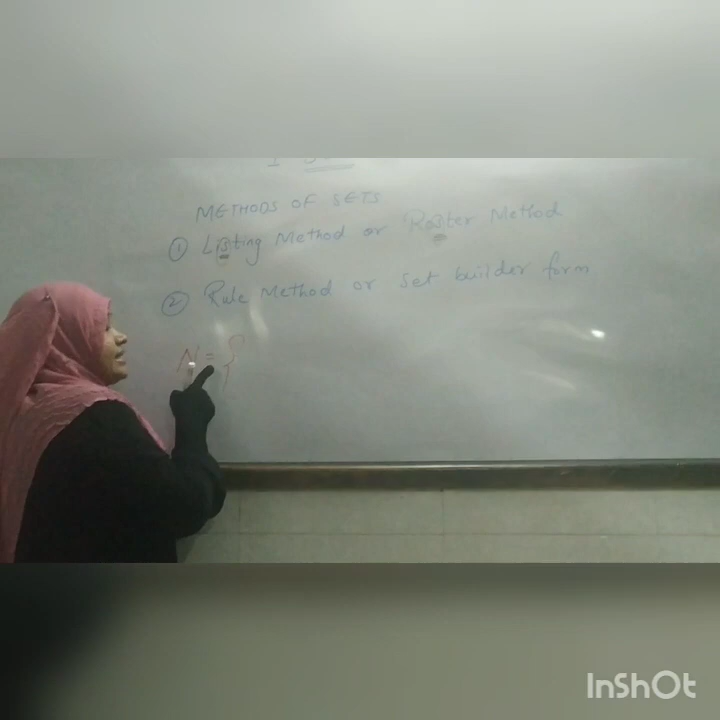 METHODS OF SETS
① Listing Method or Roster Method
② Rule Method or Set builder form
N = {
InShOt